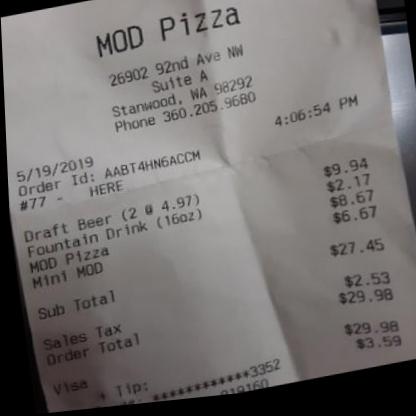 MOD Pizza
26902 92nd Ave NW
Suite A
Stanwood, WA 98292
Phone 360.205.9680
5/19/2019 4:06:54 PM
Order Id: AABT4HN6ACCM
#77 - HERE
Draft Beer (2 @ 4.97) $9.94
Fountain Drink (16oz) $2.17
MOD Pizza $8.67
Mini MOD $6.67
Sub Total $27.45
Sales Tax $2.53
Order Total $29.98
Visa $29.98
+ Tip: $3.59
************3352